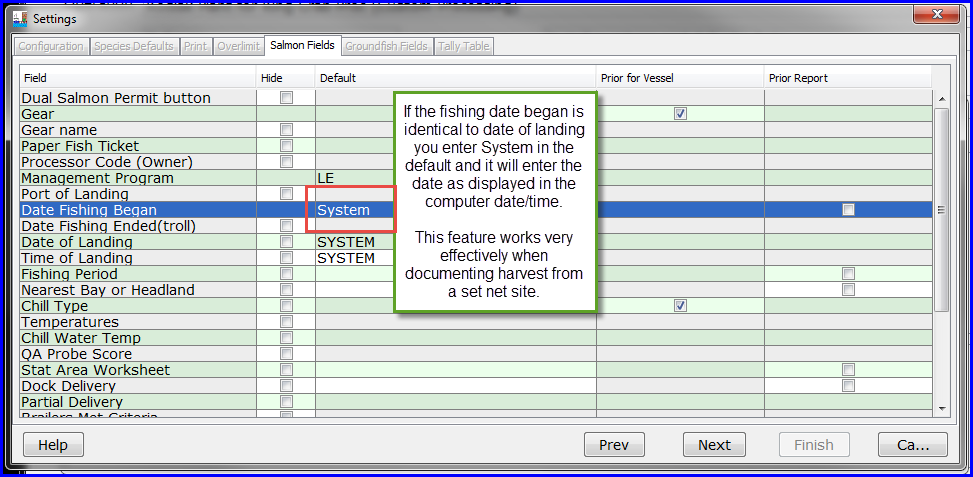 Settings
Configuration Species Defaults Print Overlimit Salmon Fields Groundfish Fields Tally Table
Field Hide Default Prior for Vessel Prior Report
Dual Salmon Permit button
Gear
Gear name
Paper Fish Ticket
Processor Code (Owner)
Management Program LE
Port of Landing
Date Fishing Began System
Date Fishing Ended(troll)
Date of Landing SYSTEM
Time of Landing SYSTEM
Fishing Period
Nearest Bay or Headland
Chill Type
Temperatures
Chill Water Temp
QA Probe Score
Stat Area Worksheet
Dock Delivery
Partial Delivery
Brailers Met Criteria
If the fishing date began is
identical to date of landing
you enter System in the
default and it will enter the
date as displayed in the
computer date/time.
This feature works very
effectively when
documenting harvest from
a set net site.
Help Prev Next Finish Ca...